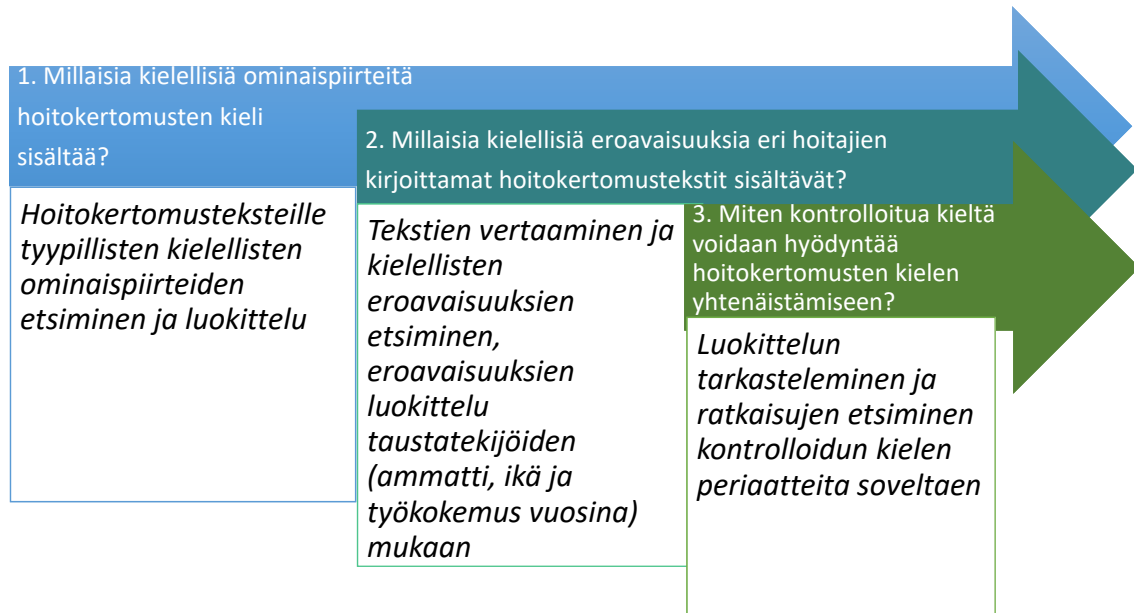 1. Millaisia kielellisiä ominaispiirteitä
hoitokertomusten kieli
sisältää?
Hoitokertomusteksteille
tyypillisten kielellisten
ominaispiirteiden
etsiminen ja luokittelu
2. Millaisia kielellisiä eroavaisuuksia eri hoitajien
kirjoittamat hoitokertomustekstit sisältävät?
Tekstien vertaaminen ja
kielellisten
eroavaisuuksien
etsiminen,
eroavaisuuksien
luokittelu
taustatekijöiden
(ammatti, ikä ja
työkokemus vuosina)
mukaan
3. Miten kontrolloitua kieltä
voidaan hyödyntää
hoitokertomusten kielen
yhtenäistämiseen?
Luokittelun
tarkasteleminen ja
ratkaisujen etsiminen
kontrolloidun kielen
periaatteita soveltaen